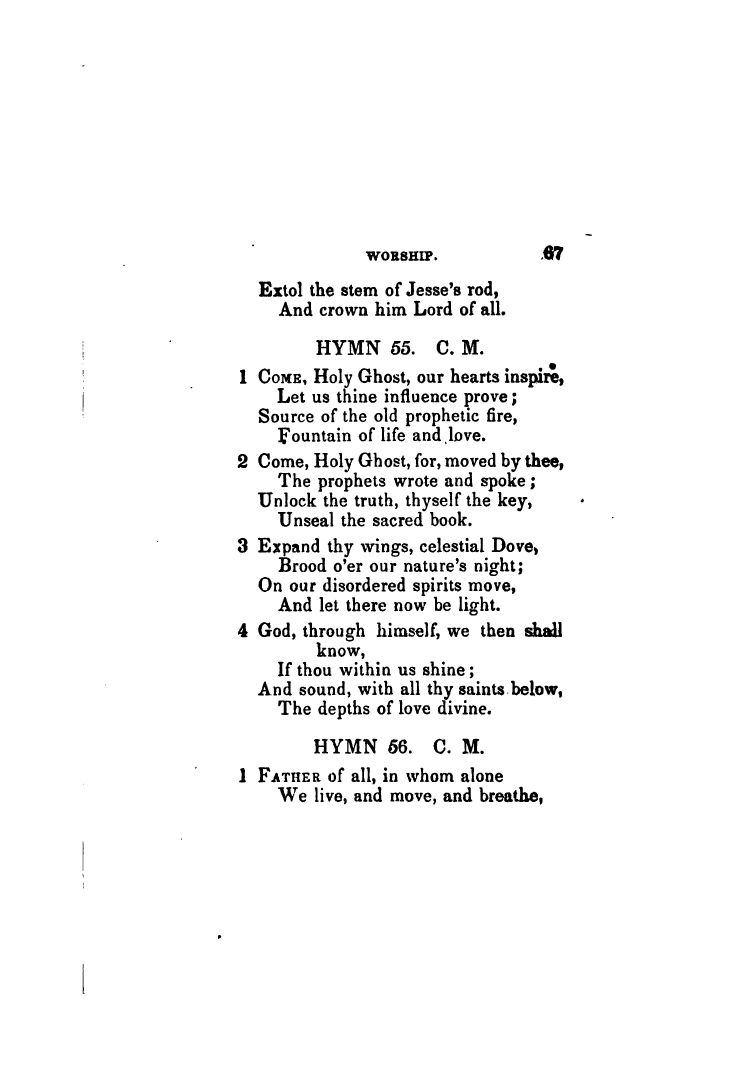 WORSHIP. 67
Extol the stem of Jesse's rod,
And crown him Lord of all.
HYMN 55. C. M.
1 COME, Holy Ghost, our hearts inspire,
Let us thine influence prove;
Source of the old prophetic fire,
Fountain of life and love.
2 Come, Holy Ghost, for, moved by thee,
The prophets wrote and spoke;
Unlock the truth, thyself the key,
Unseal the sacred book.
3 Expand thy wings, celestial Dove,
Brood o'er our nature's night;
On our disordered spirits move,
And let there now be light.
4 God, through himself, we then shall
know,
If thou within us shine;
And sound, with all thy saints below,
The depths of love divine.
HYMN 56. C. M.
1 FATHER of all, in whom alone
We live, and move, and breathe,